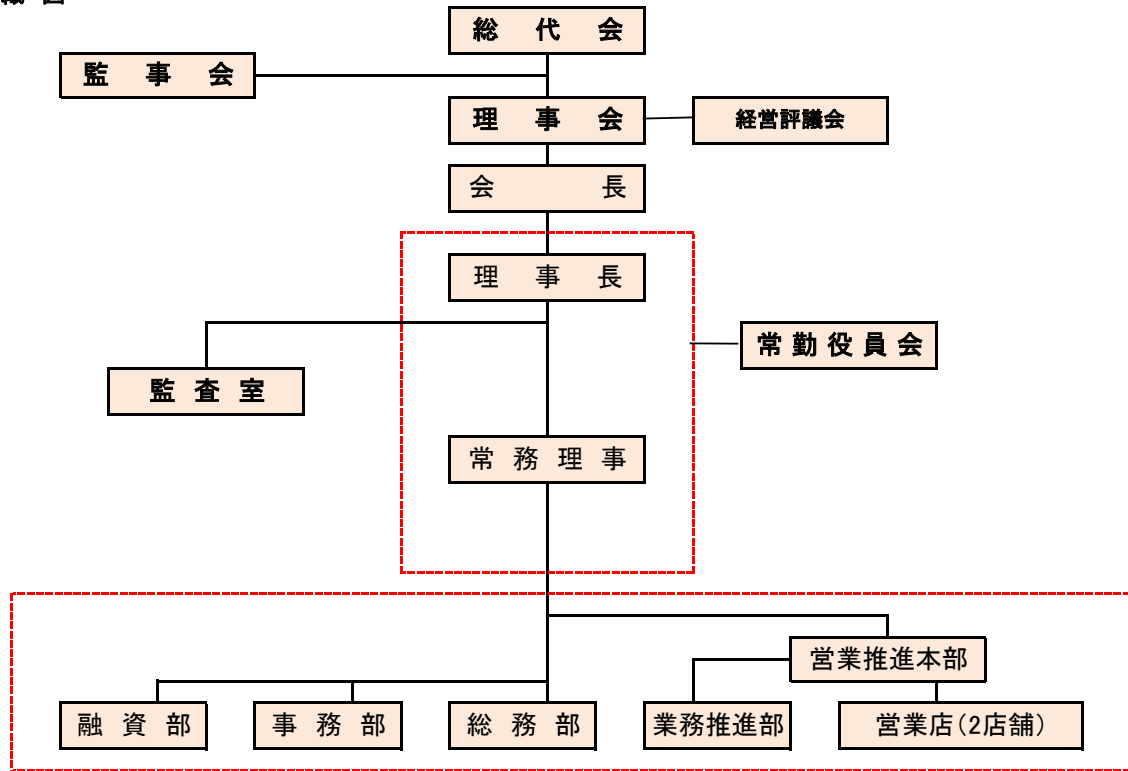 総代会
監事会
理事会
経営評議会
会長
理事長
常勤役員会
監査室
常務理事
営業推進本部
融資部
事務部
総務部
業務推進部
営業店(2店舗)